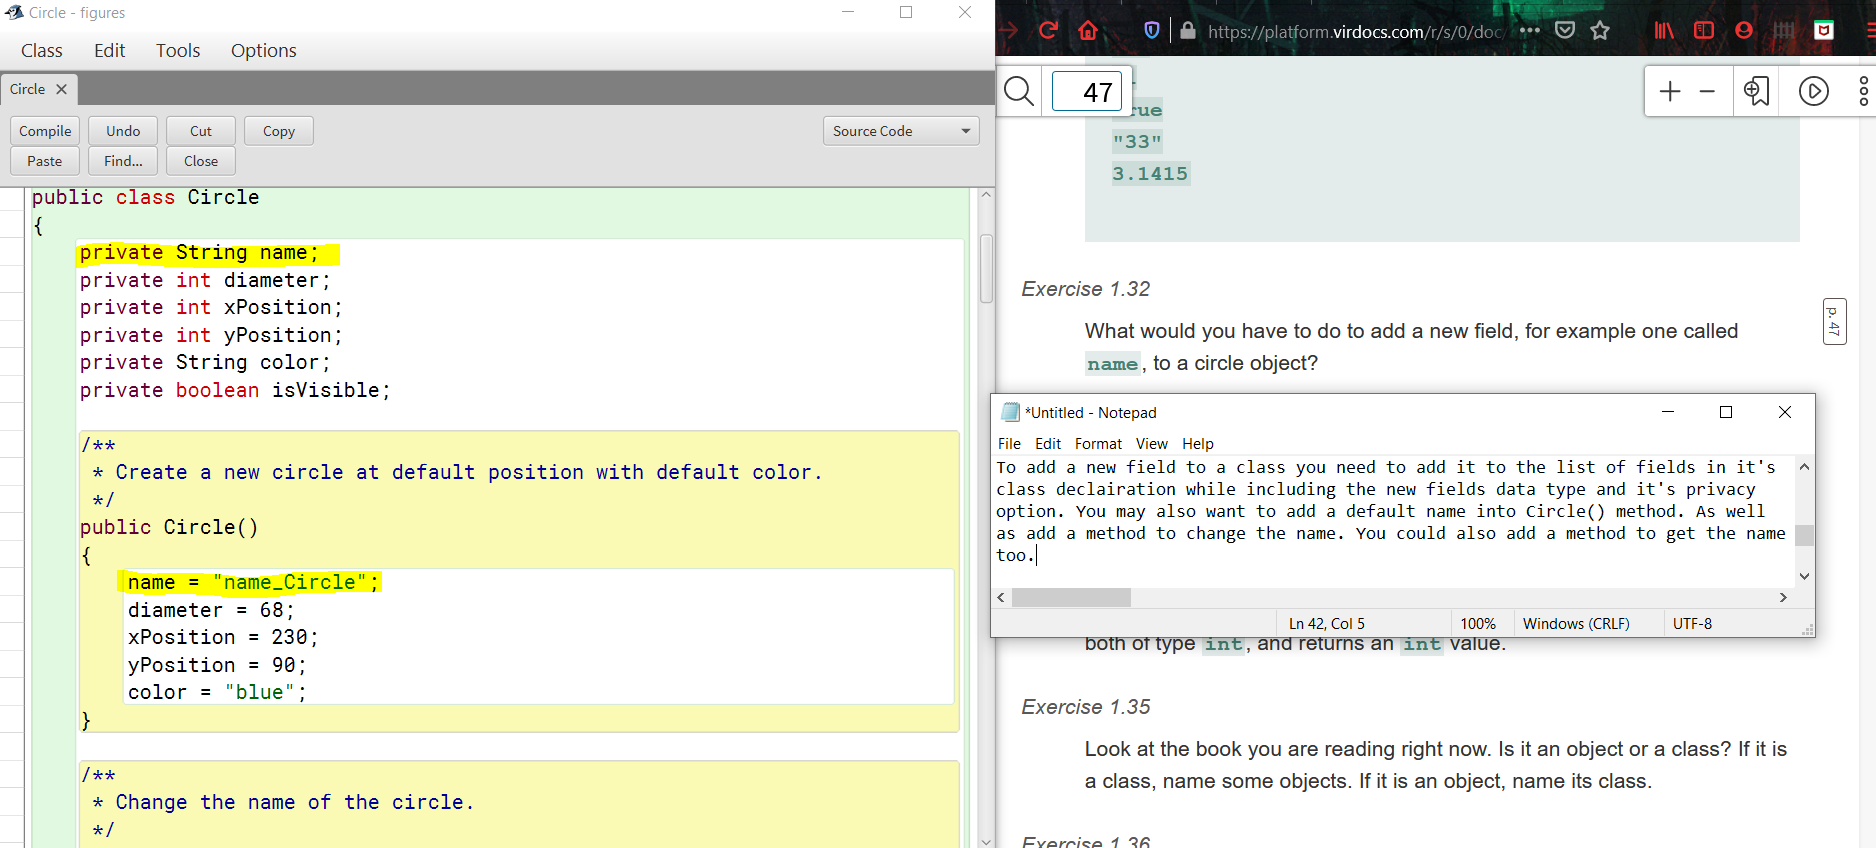 Circle - figures
Class Edit Tools Options
Circle
Compile Undo Cut Copy
Paste Find... Close
Source Code
public class Circle
{
private String name;
private int diameter;
private int xPosition;
private int yPosition;
private String color;
private boolean isVisible;
/**
* Create a new circle at default position with default color.
*/
public Circle()
{
name = "name_Circle";
diameter = 68;
xPosition = 230;
yPosition = 90;
color = "blue";
}
/**
* Change the name of the circle.
*/
https://platform.virdocs.com/r/s/0/doc/
47
rue
"33"
3.1415
Exercise 1.32
What would you have to do to add a new field, for example one called
name, to a circle object?
p. 47
*Untitled - Notepad
File Edit Format View Help
To add a new field to a class you need to add it to the list of fields in it's
class declairation while including the new fields data type and it's privacy
option. You may also want to add a default name into Circle() method. As well
as add a method to change the name. You could also add a method to get the name
too.
Ln 42, Col 5 100% Windows (CRLF) UTF-8
both of type int, and returns an int value.
Exercise 1.35
Look at the book you are reading right now. Is it an object or a class? If it is
a class, name some objects. If it is an object, name its class.
Exercise 1.36